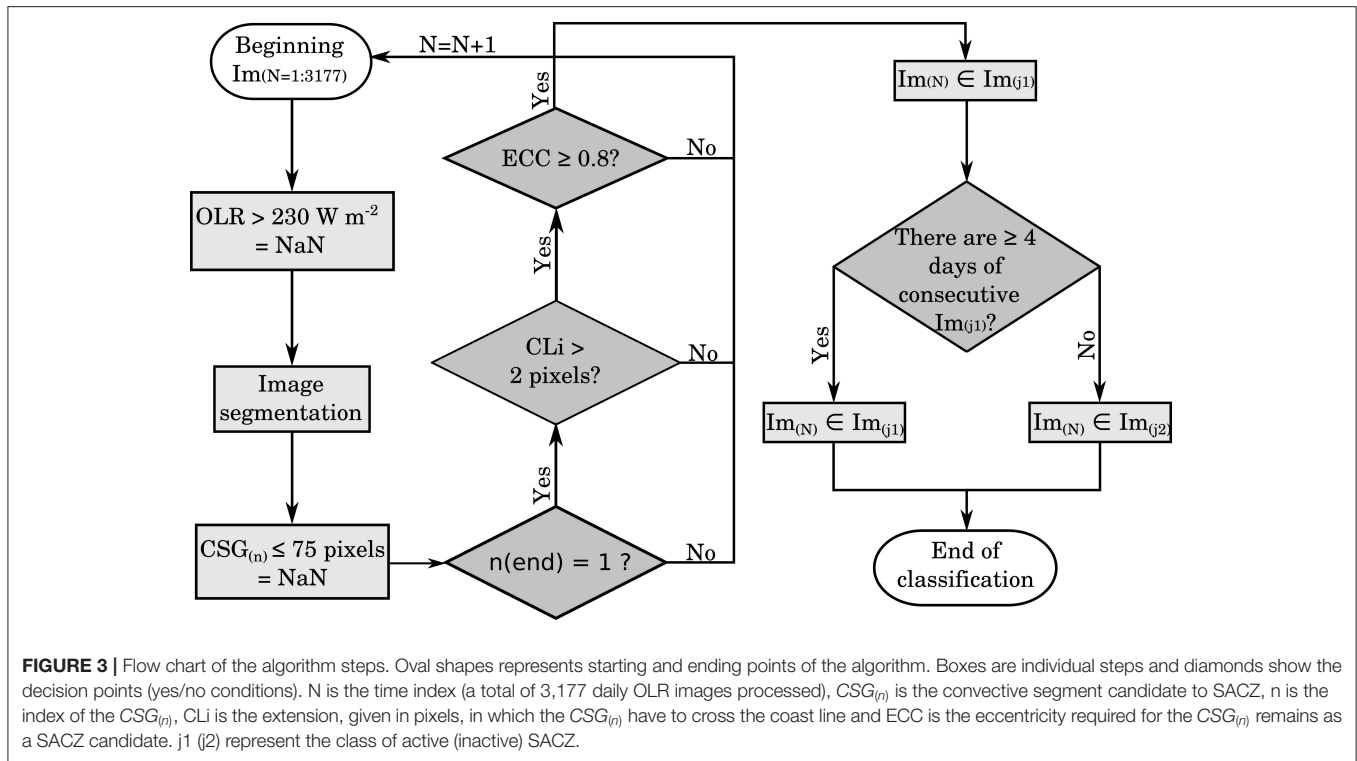 Beginning
Im(N=1:3177)
N=N+1
OLR > 230 W m-2
= NaN
Image
segmentation
CSG(n) ≤ 75 pixels
= NaN
n(end) = 1 ?
No
Yes
CLi >
2 pixels?
No
Yes
ECC ≥ 0.8?
No
Yes
Im(N) ∈ Im(j1)
There are ≥ 4
days of
consecutive
Im(j1)?
Yes
No
Im(N) ∈ Im(j1)
Im(N) ∈ Im(j2)
End of
classification
FIGURE 3 | Flow chart of the algorithm steps. Oval shapes represents starting and ending points of the algorithm. Boxes are individual steps and diamonds show the
decision points (yes/no conditions). N is the time index (a total of 3,177 daily OLR images processed), CSG(n) is the convective segment candidate to SACZ, n is the
index of the CSG(n), CLi is the extension, given in pixels, in which the CSG(n) have to cross the coast line and ECC is the eccentricity required for the CSG(n) remains as
a SACZ candidate. j1 (j2) represent the class of active (inactive) SACZ.